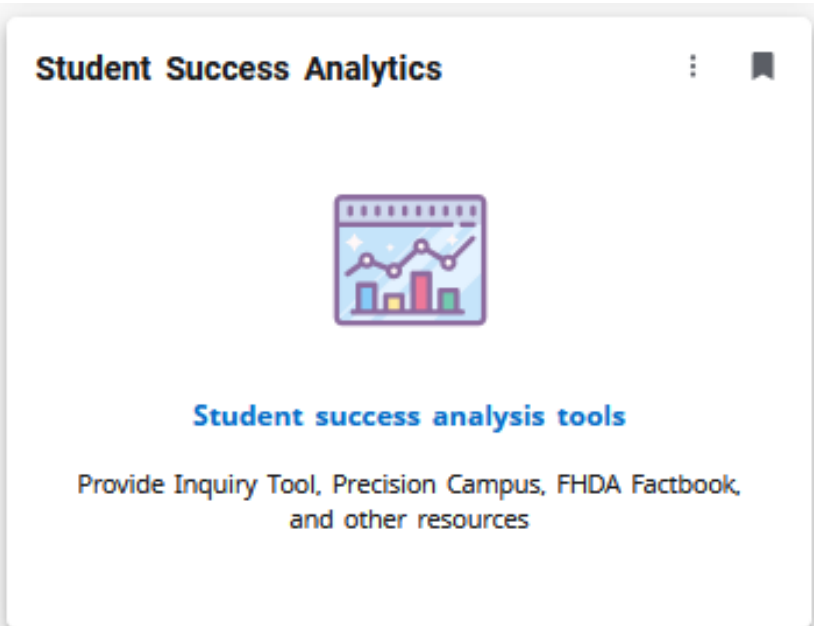 Student Success Analytics
Student success analysis tools
Provide Inquiry Tool, Precision Campus, FHDA Factbook,
and other resources